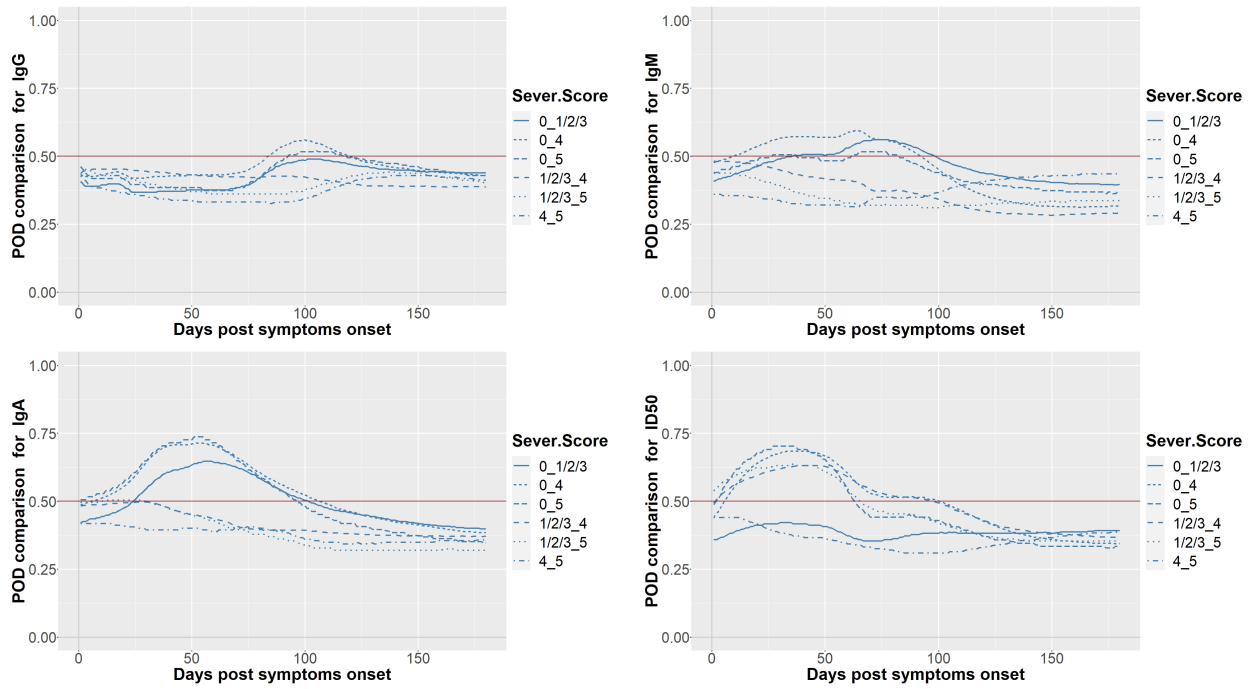 POD comparison for IgG
1.00
0.75
0.50
0.25
0.00
0 50 100 150
Days post symptoms onset
Sever.Score
0_1/2/3
0_4
0_5
1/2/3_4
1/2/3_5
4_5
POD comparison for IgM
1.00
0.75
0.50
0.25
0.00
0 50 100 150
Days post symptoms onset
Sever.Score
0_1/2/3
0_4
0_5
1/2/3_4
1/2/3_5
4_5
POD comparison for IgA
1.00
0.75
0.50
0.25
0.00
0 50 100 150
Days post symptoms onset
Sever.Score
0_1/2/3
0_4
0_5
1/2/3_4
1/2/3_5
4_5
POD comparison for ID50
1.00
0.75
0.50
0.25
0.00
0 50 100 150
Days post symptoms onset
Sever.Score
0_1/2/3
0_4
0_5
1/2/3_4
1/2/3_5
4_5